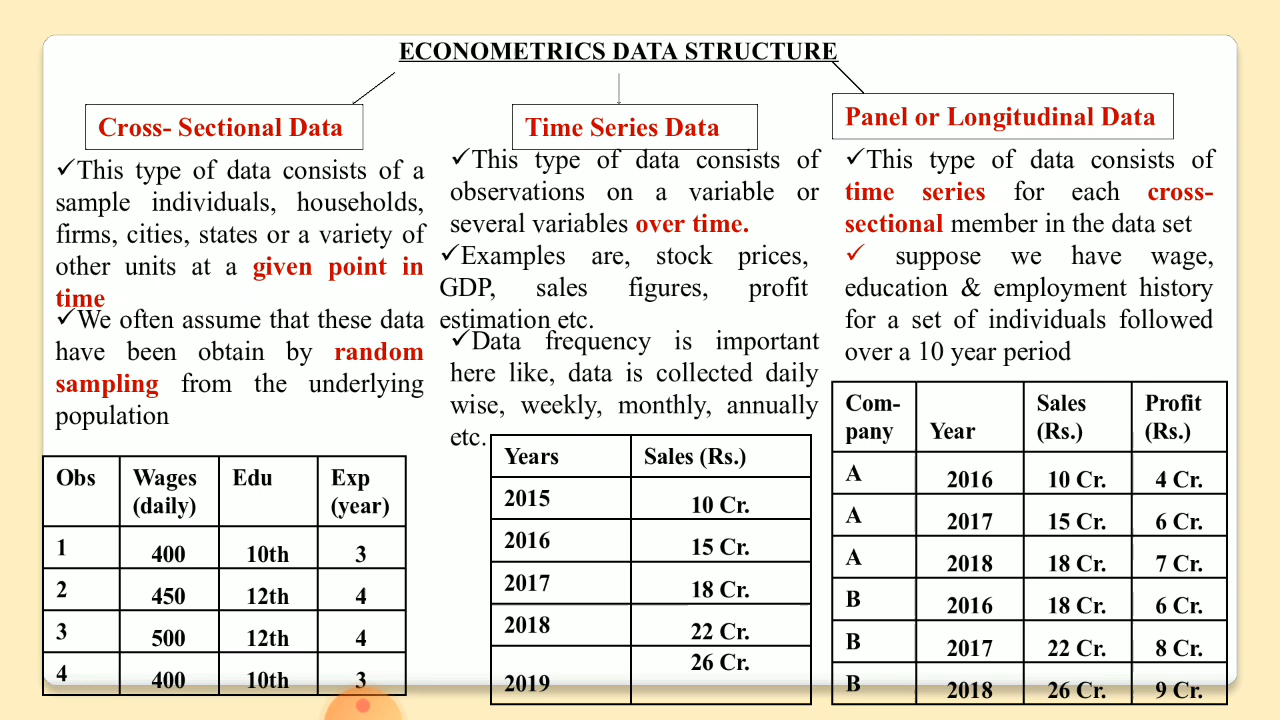 ECONOMETRICS DATA STRUCTURE
Cross- Sectional Data
✓This type of data consists of a
sample individuals, households,
firms, cities, states or a variety of
other units at a given point in
time
✓We often assume that these data
have been obtain by random
sampling from the underlying
population
Obs Wages (daily) Edu Exp (year)
1 400 10th 3
2 450 12th 4
3 500 12th 4
4 400 10th 3
Time Series Data
✓This type of data consists of
observations on a variable or
several variables over time.
✓Examples are, stock prices,
GDP, sales figures, profit
estimation etc.
✓Data frequency is important
here like, data is collected daily
wise, weekly, monthly, annually
etc.
Years Sales (Rs.)
2015 10 Cr.
2016 15 Cr.
2017 18 Cr.
2018 22 Cr.
2019 26 Cr.
Panel or Longitudinal Data
✓This type of data consists of
time series for each cross-
sectional member in the data set
✓ suppose we have wage,
education & employment history
for a set of individuals followed
over a 10 year period
Com-pany Year Sales (Rs.) Profit (Rs.)
A 2016 10 Cr. 4 Cr.
A 2017 15 Cr. 6 Cr.
A 2018 18 Cr. 7 Cr.
B 2016 18 Cr. 6 Cr.
B 2017 22 Cr. 8 Cr.
B 2018 26 Cr. 9 Cr.